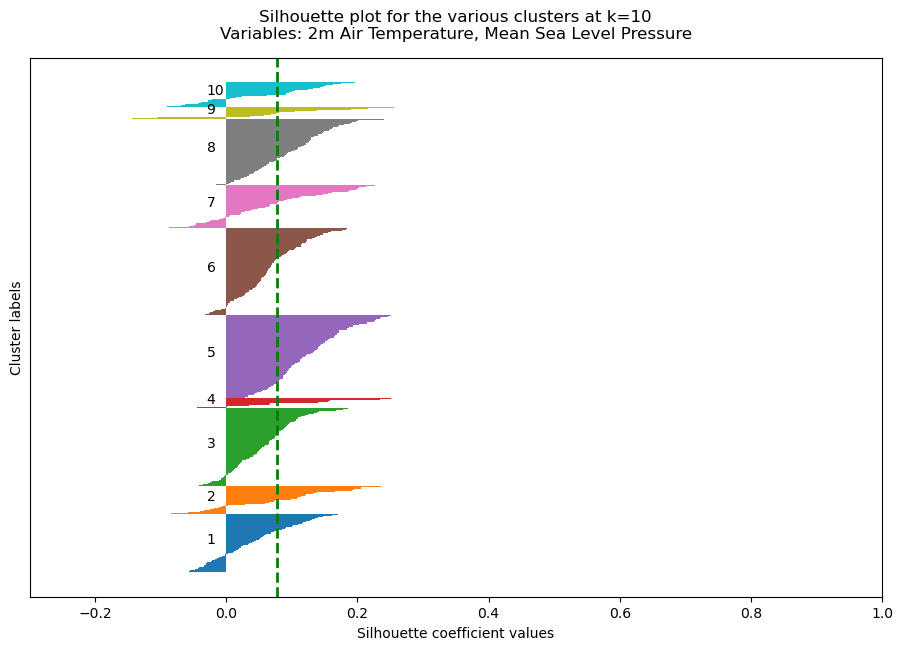 Silhouette plot for the various clusters at k=10
Variables: 2m Air Temperature, Mean Sea Level Pressure
10
9
8
7
6
5
4
3
2
1
Cluster labels
−0.2 0.0 0.2 0.4 0.6 0.8 1.0
Silhouette coefficient values